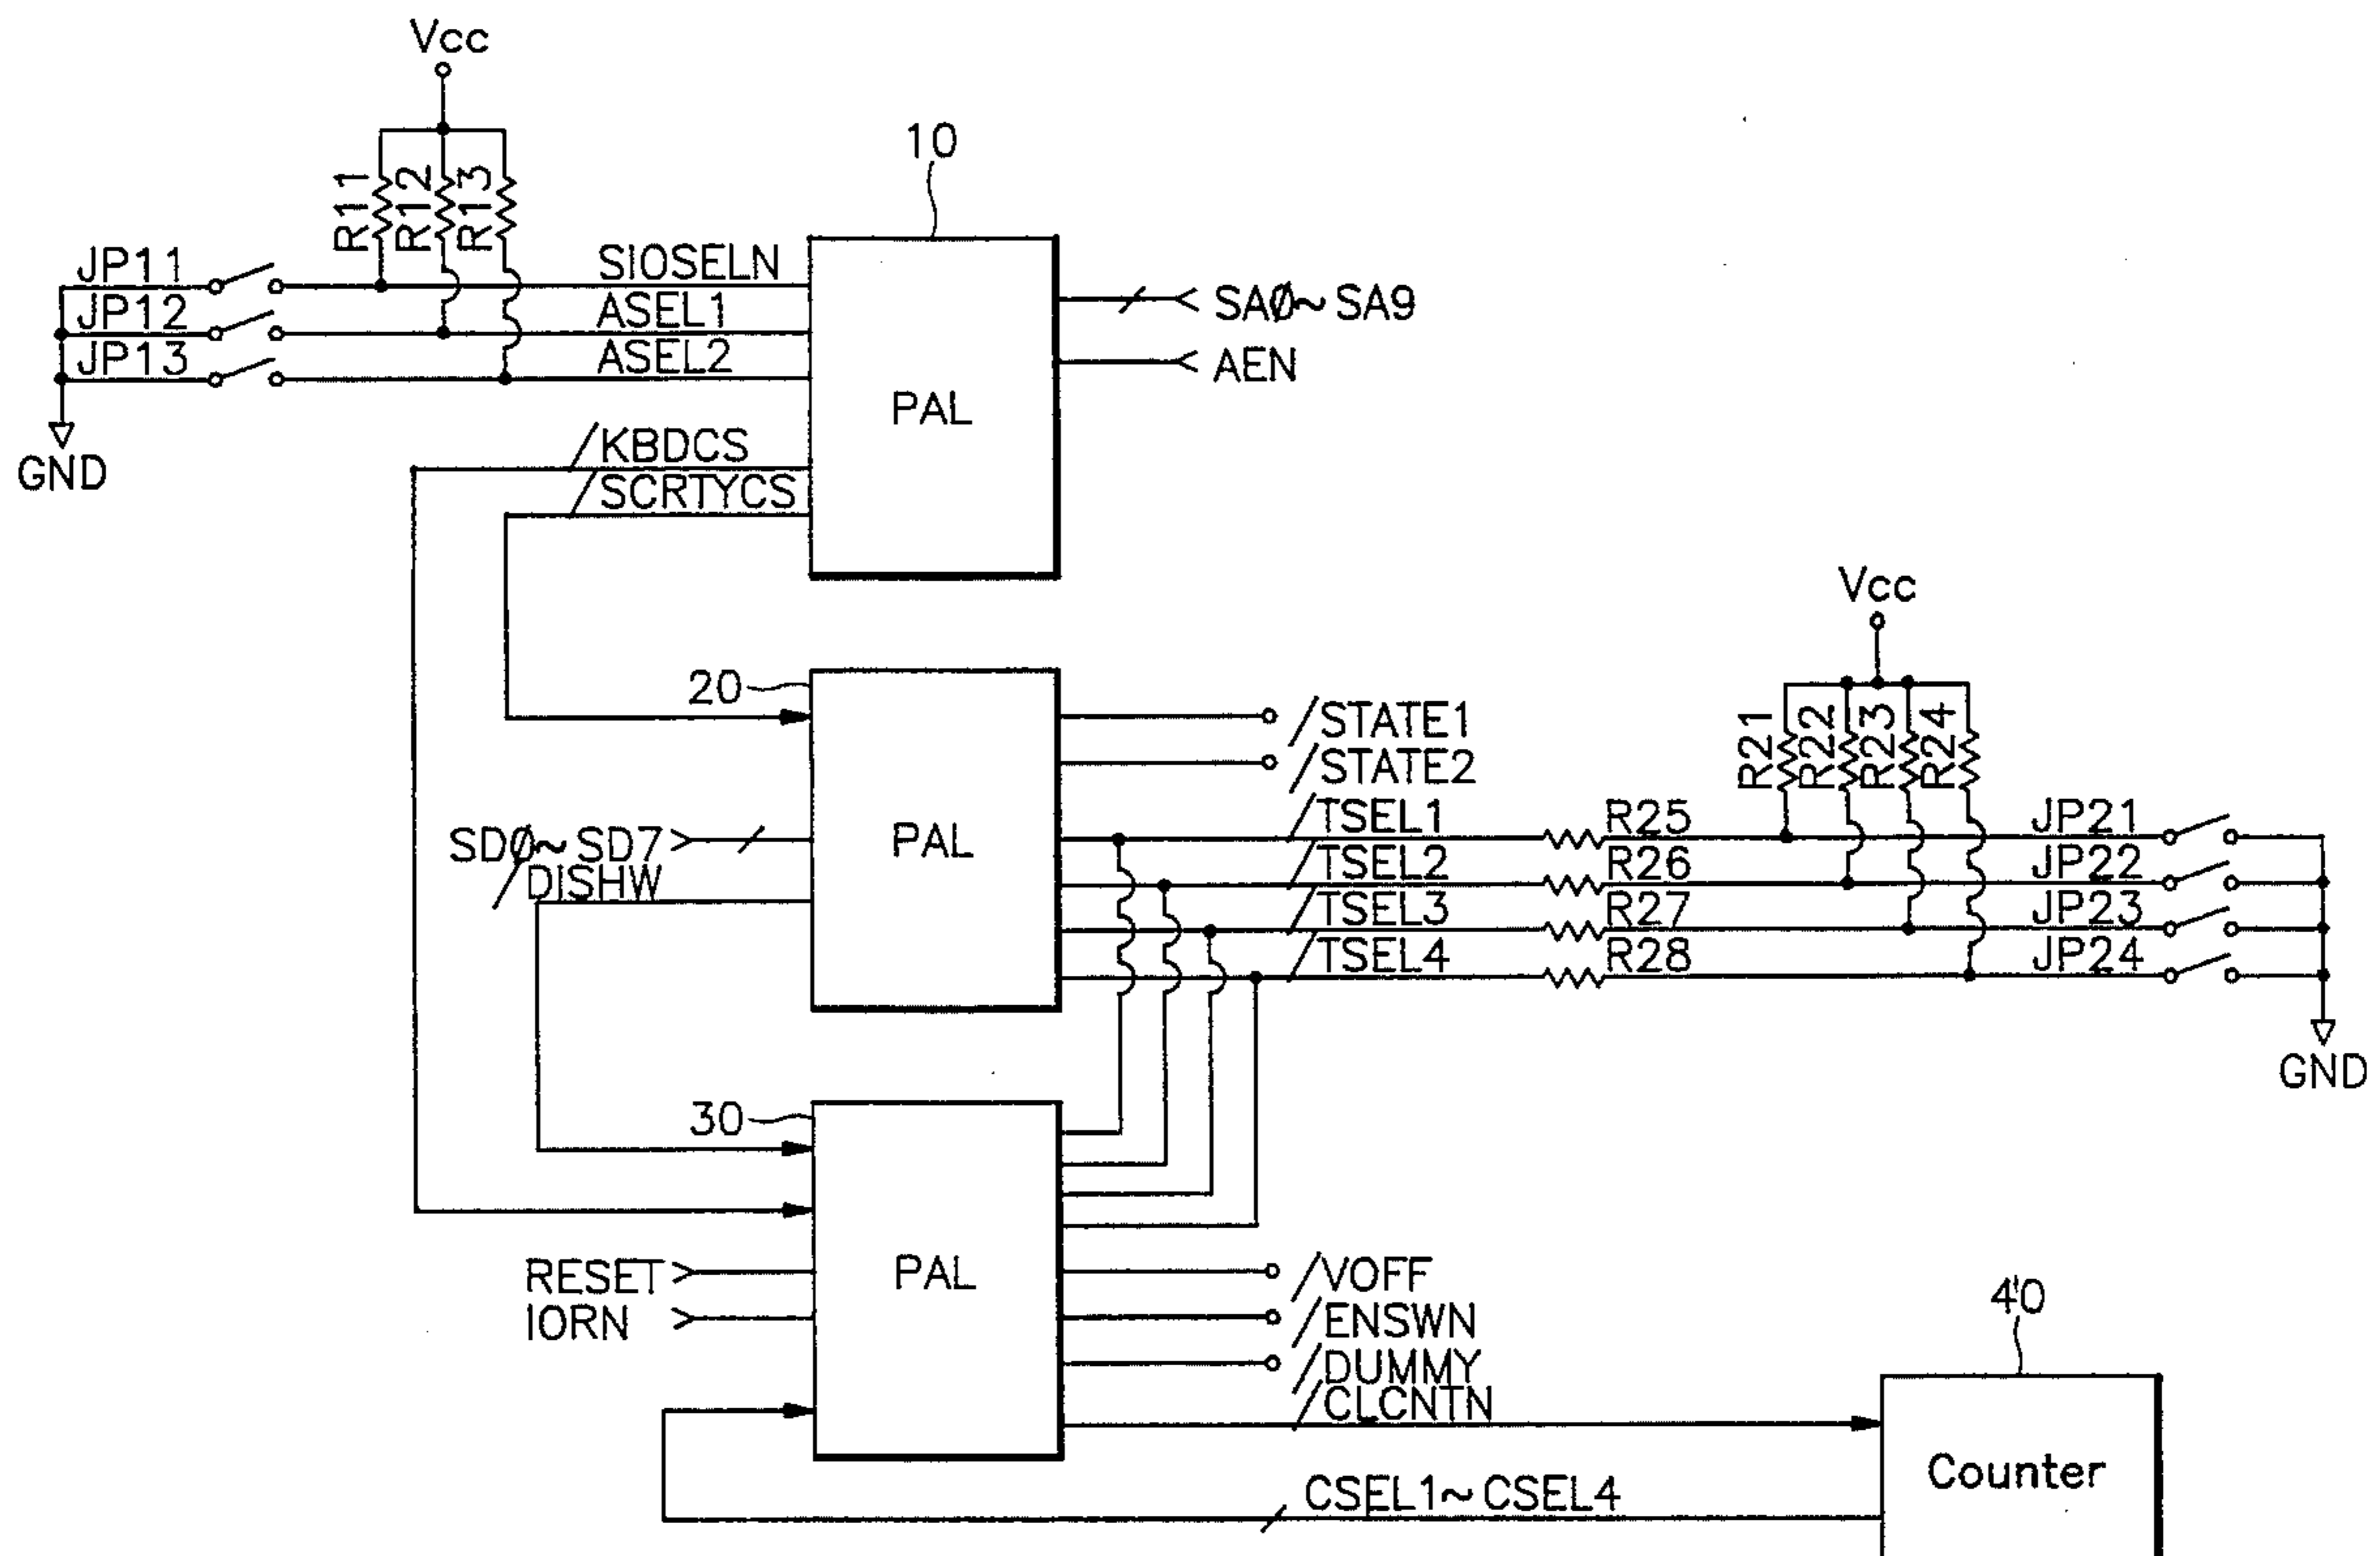 Vcc
10
R11
R12
R13
JP11
SIOSELN
JP12
ASEL1
JP13
ASEL2
SAØ~SA9
AEN
PAL
GND
/KBDCS
/SCRTYCS
Vcc
20
/STATE1
/STATE2
R21
R22
R23
R24
SDØ~SD7
PAL
/DISHW
/TSEL1
R25
JP21
/TSEL2
R26
JP22
/TSEL3
R27
JP23
/TSEL4
R28
JP24
GND
30
RESET
IORN
PAL
/VOFF
/ENSWN
/DUMMY
/CLCNTN
40
Counter
CSEL1~CSEL4